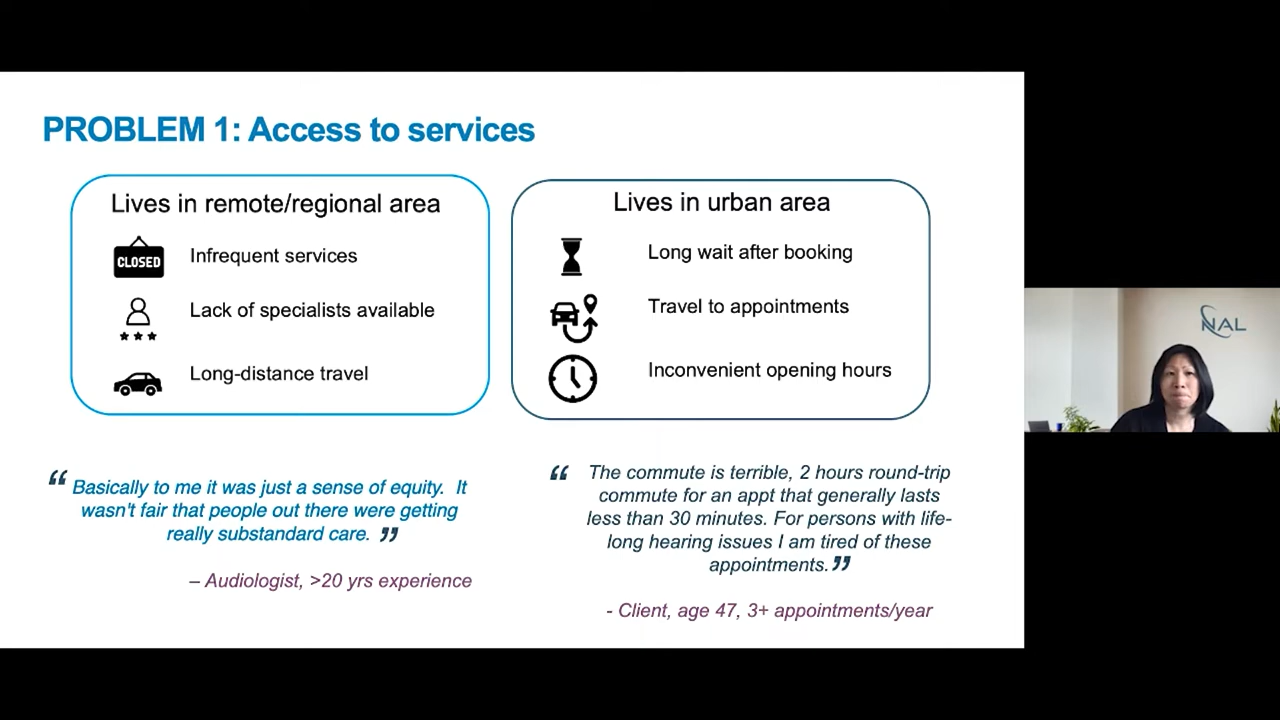 PROBLEM 1: Access to services
Lives in remote/regional area
CLOSED
Infrequent services
Lack of specialists available
Long-distance travel
Lives in urban area
Long wait after booking
Travel to appointments
Inconvenient opening hours
“ Basically to me it was just a sense of equity. It
wasn't fair that people out there were getting
really substandard care. ”
– Audiologist, >20 yrs experience
“ The commute is terrible, 2 hours round-trip
commute for an appt that generally lasts
less than 30 minutes. For persons with life-
long hearing issues I am tired of these
appointments. ”
- Client, age 47, 3+ appointments/year
NAL